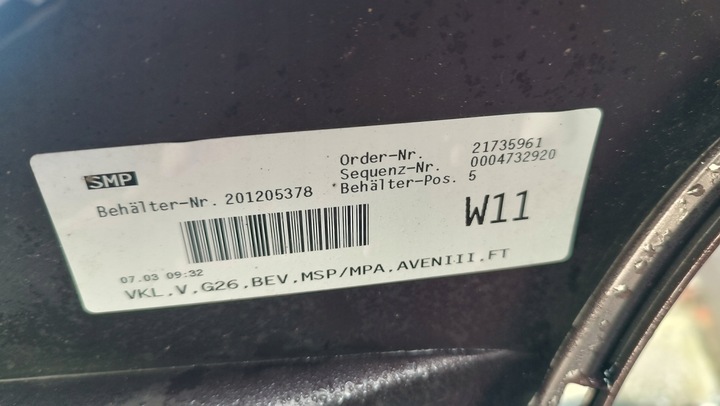 SMP
Order-Nr. 21735961
Sequenz-Nr. 0004732920
Behälter-Nr. 201205378
Behälter-Pos. 5
W11
07.03 09:32
VKL.V.G26.BEV.MSP/MPA.AVENIII.FT